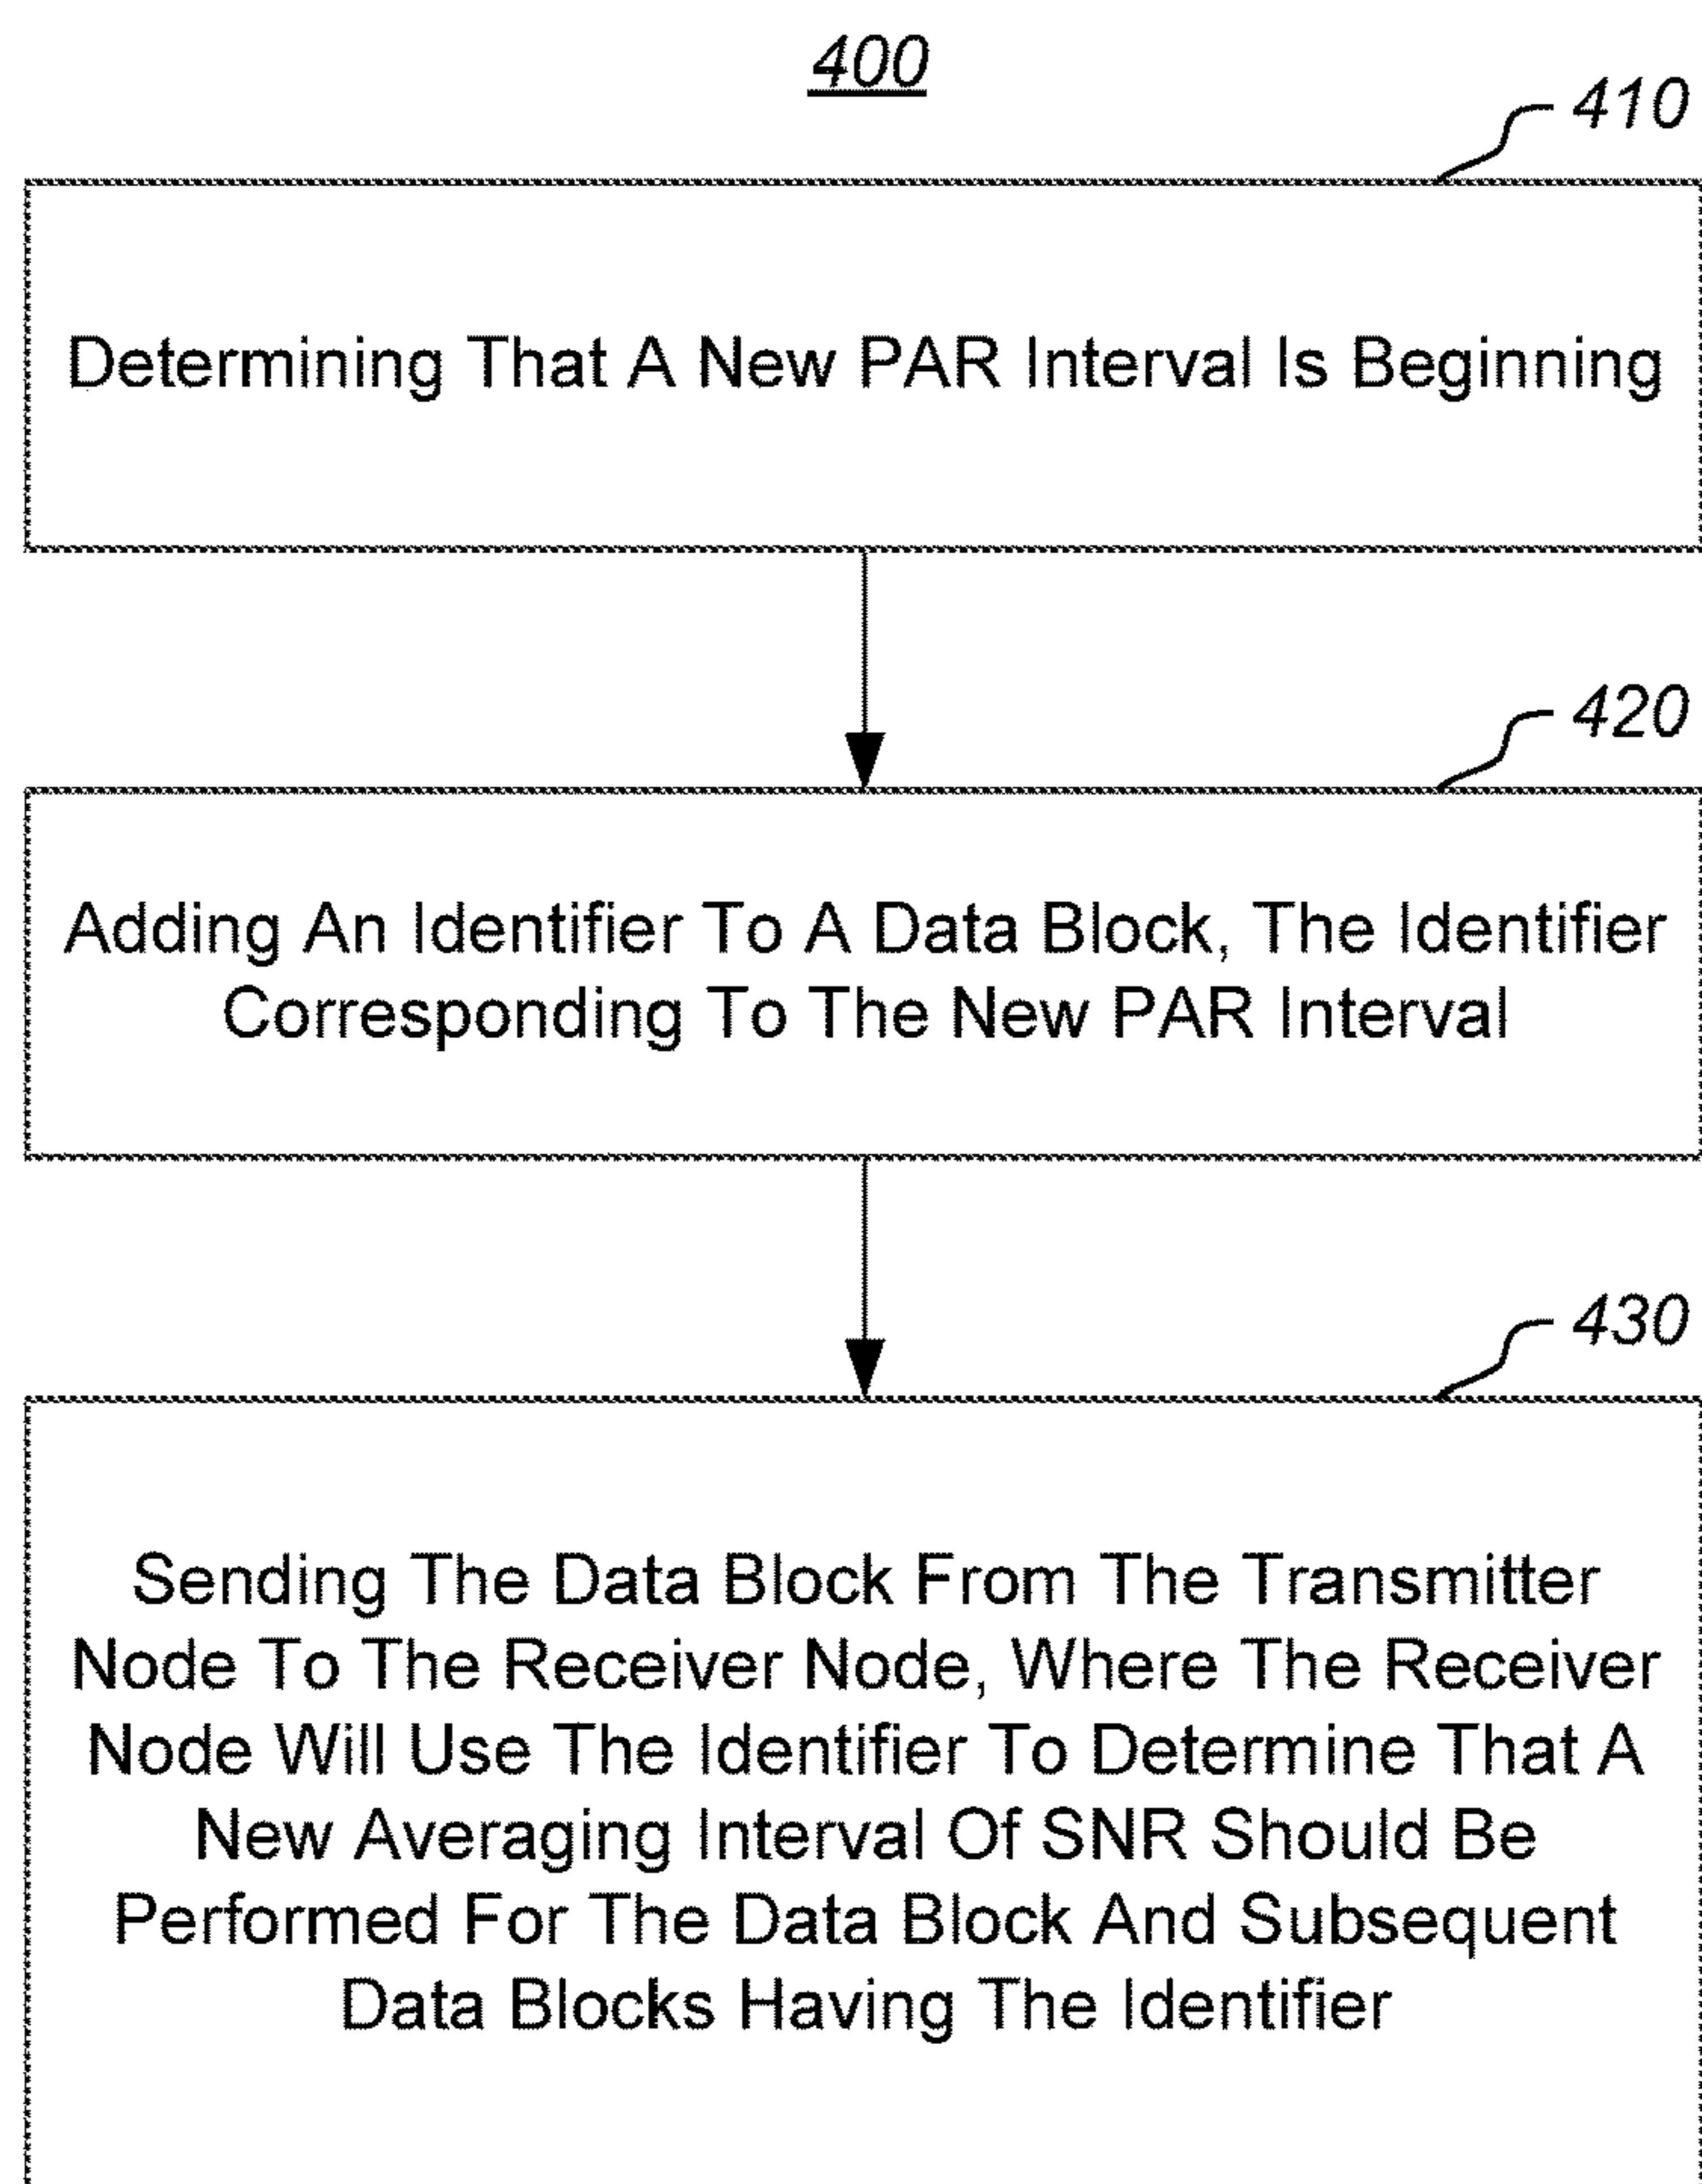 400
410
Determining That A New PAR Interval Is Beginning
420
Adding An Identifier To A Data Block, The Identifier
Corresponding To The New PAR Interval
430
Sending The Data Block From The Transmitter
Node To The Receiver Node, Where The Receiver
Node Will Use The Identifier To Determine That A
New Averaging Interval Of SNR Should Be
Performed For The Data Block And Subsequent
Data Blocks Having The Identifier